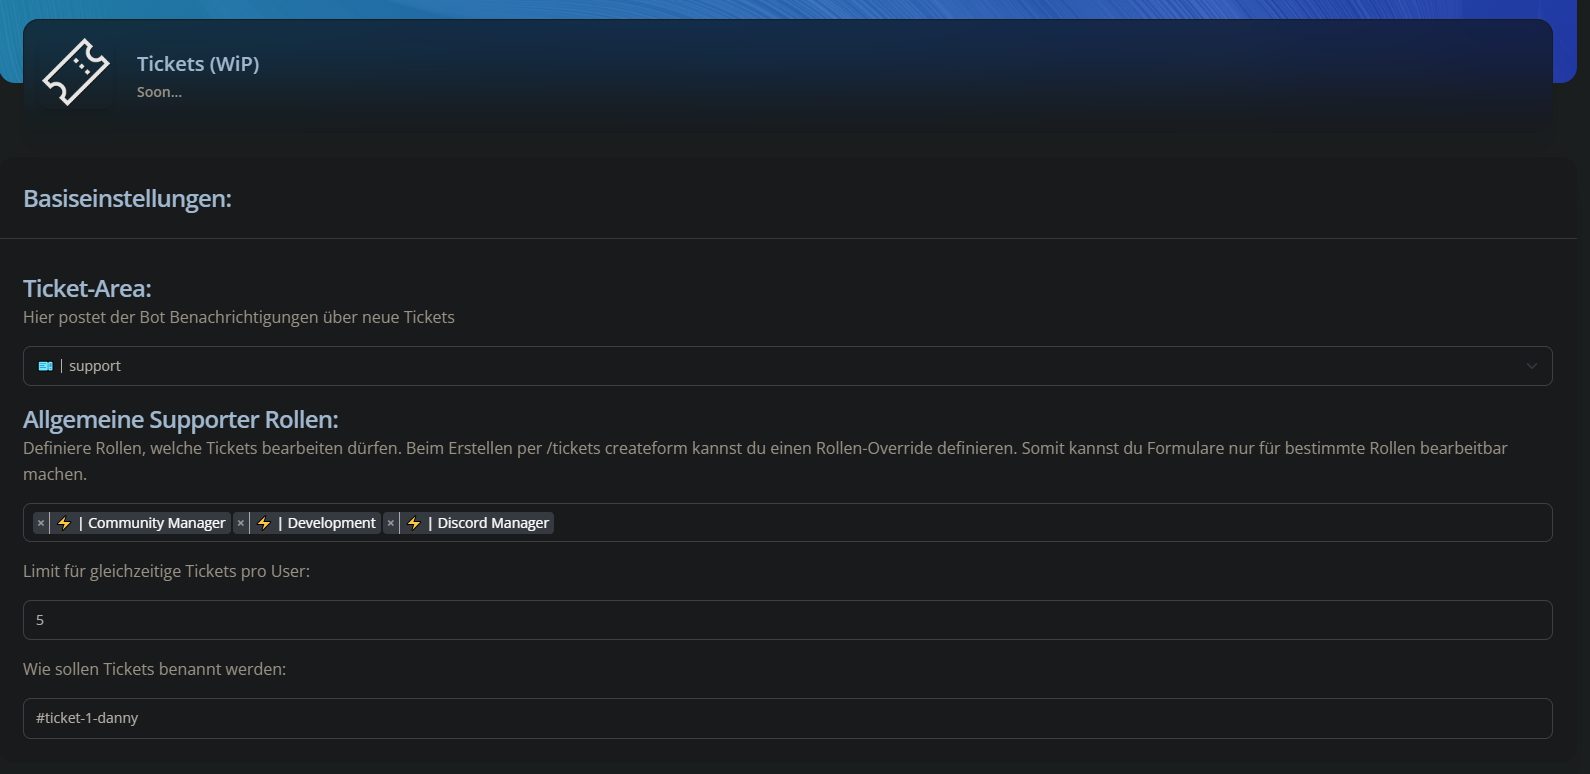 Tickets (WiP)
Soon...
Basiseinstellungen:
Ticket-Area:
Hier postet der Bot Benachrichtigungen über neue Tickets
| support
Allgemeine Supporter Rollen:
Definiere Rollen, welche Tickets bearbeiten dürfen. Beim Erstellen per /tickets createform kannst du einen Rollen-Override definieren. Somit kannst du Formulare nur für bestimmte Rollen bearbeitbar
machen.
× ⚡ | Community Manager × ⚡ | Development × ⚡ | Discord Manager
Limit für gleichzeitige Tickets pro User:
5
Wie sollen Tickets benannt werden:
#ticket-1-danny